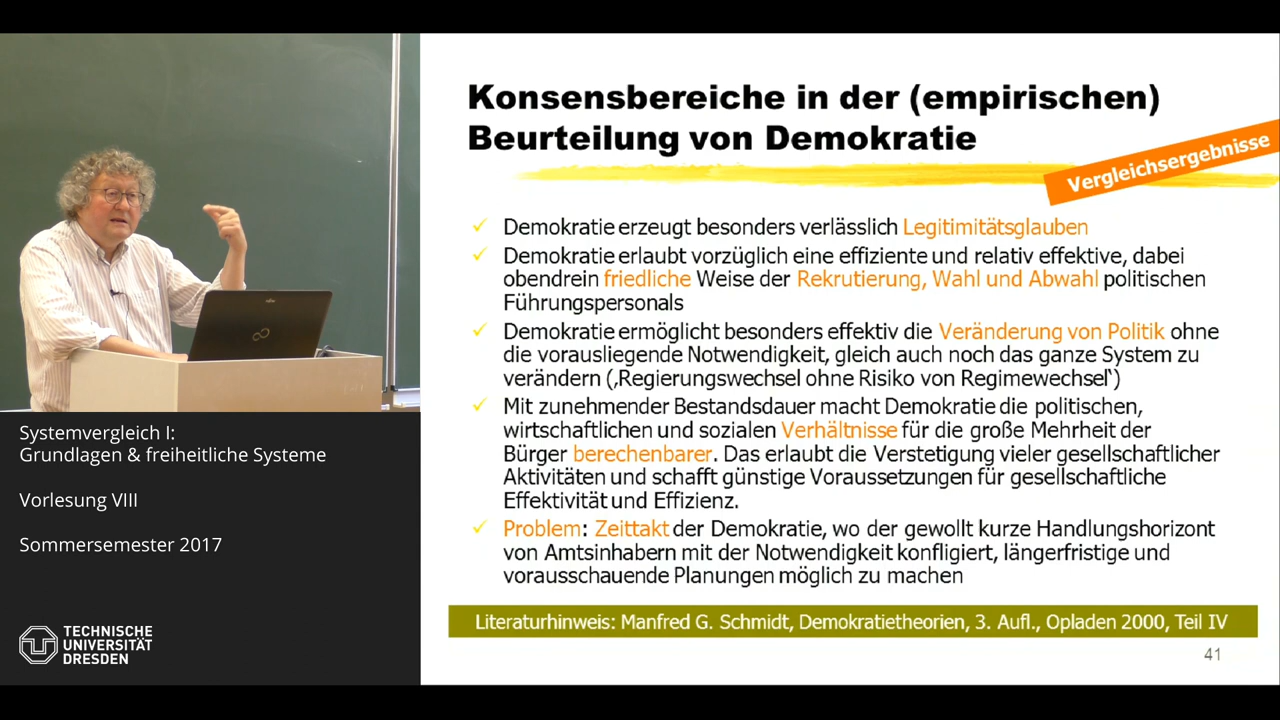 Konsensbereiche in der (empirischen)
Beurteilung von Demokratie
Vergleichsergebnisse
Demokratie erzeugt besonders verlässlich Legitimitätsglauben
Demokratie erlaubt vorzüglich eine effiziente und relativ effektive, dabei
obendrein friedliche Weise der Rekrutierung, Wahl und Abwahl politischen
Führungspersonals
Demokratie ermöglicht besonders effektiv die Veränderung von Politik ohne
die vorausliegende Notwendigkeit, gleich auch noch das ganze System zu
verändern (‚Regierungswechsel ohne Risiko von Regimewechsel‘)
Mit zunehmender Bestandsdauer macht Demokratie die politischen,
wirtschaftlichen und sozialen Verhältnisse für die große Mehrheit der
Bürger berechenbarer. Das erlaubt die Verstetigung vieler gesellschaftlicher
Aktivitäten und schafft günstige Voraussetzungen für gesellschaftliche
Effektivität und Effizienz.
Problem: Zeittakt der Demokratie, wo der gewollt kurze Handlungshorizont
von Amtsinhabern mit der Notwendigkeit konfligiert, längerfristige und
vorausschauende Planungen möglich zu machen
Literaturhinweis: Manfred G. Schmidt, Demokratietheorien, 3. Aufl., Opladen 2000, Teil IV
41
Systemvergleich I:
Grundlagen & freiheitliche Systeme
Vorlesung VIII
Sommersemester 2017
TECHNISCHE
UNIVERSITÄT
DRESDEN